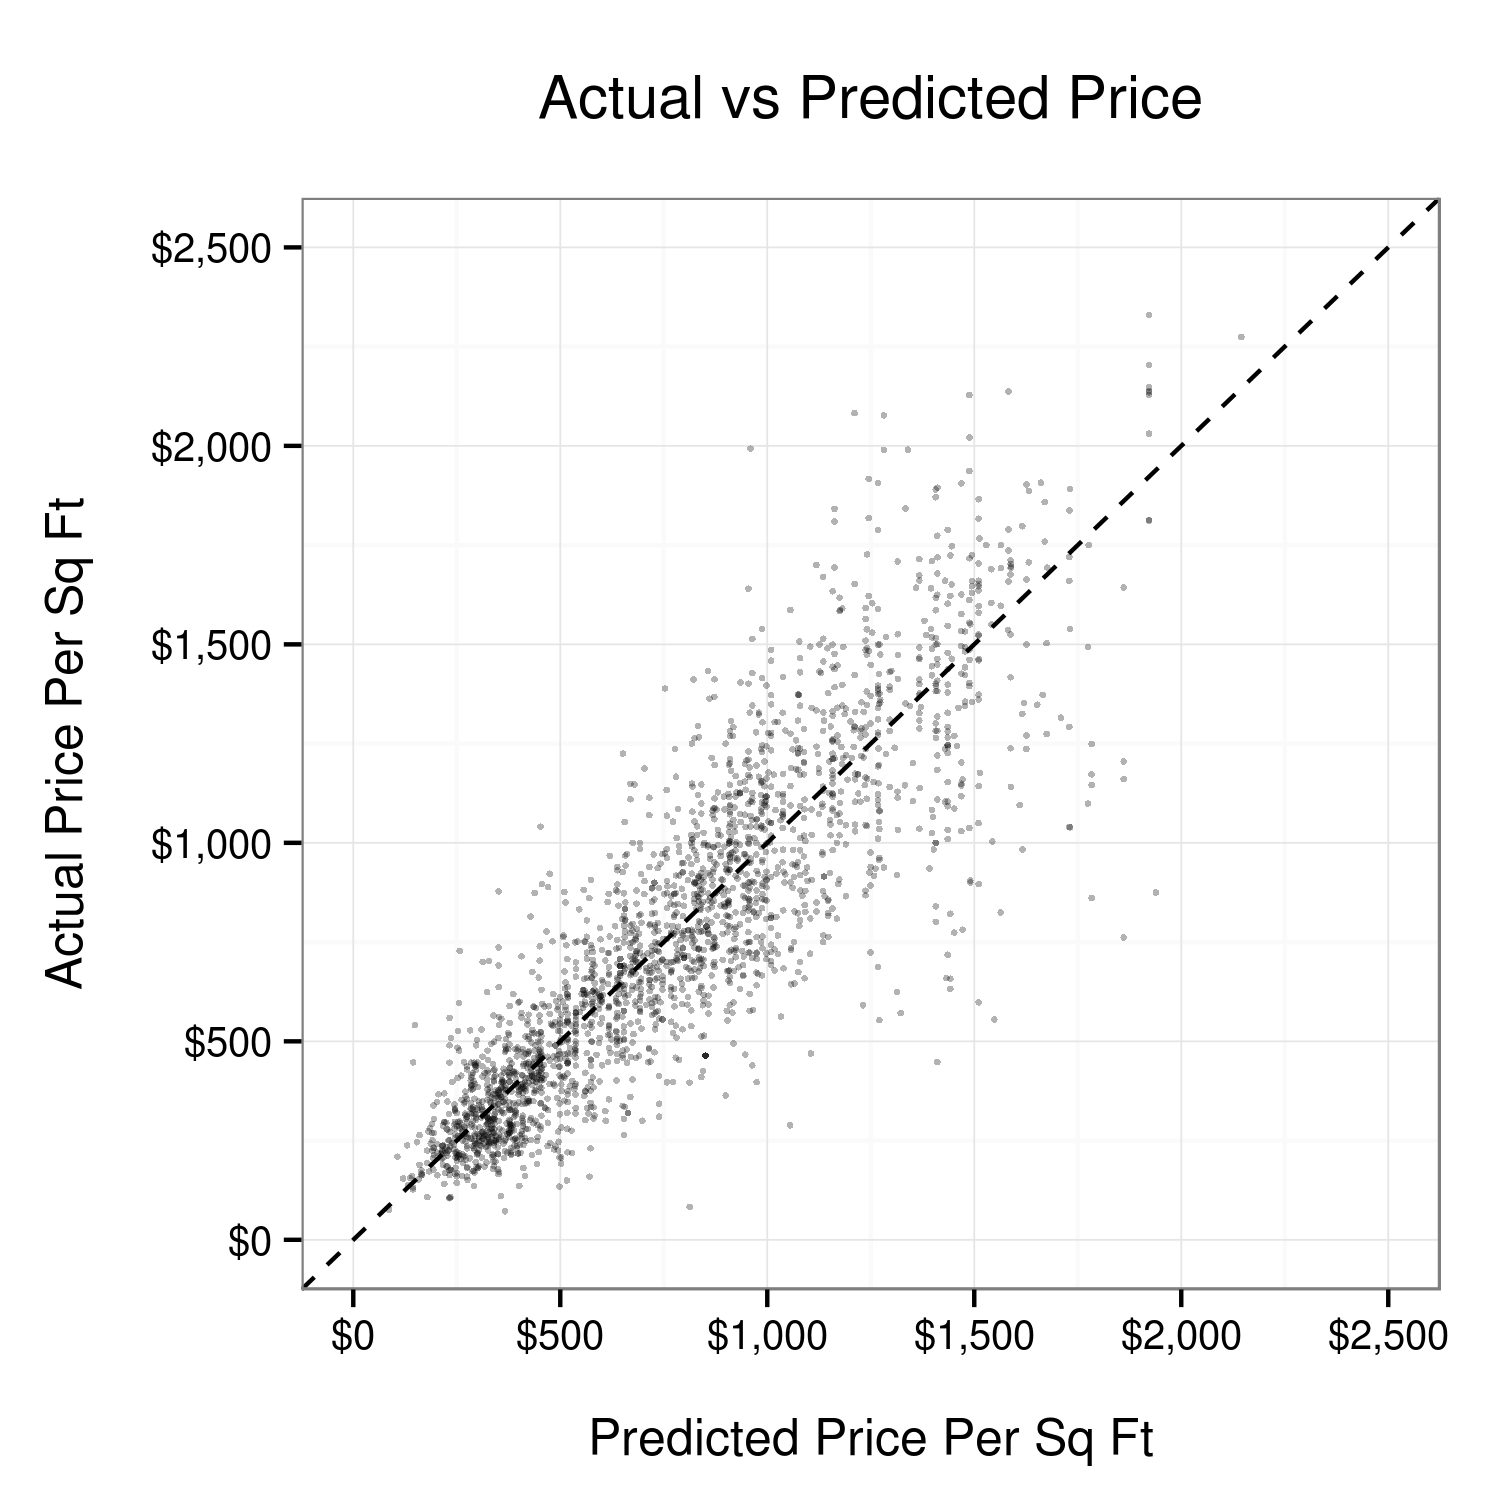 Actual vs Predicted Price
Actual Price Per Sq Ft
$2,500
$2,000
$1,500
$1,000
$500
$0
$0 $500 $1,000 $1,500 $2,000 $2,500
Predicted Price Per Sq Ft